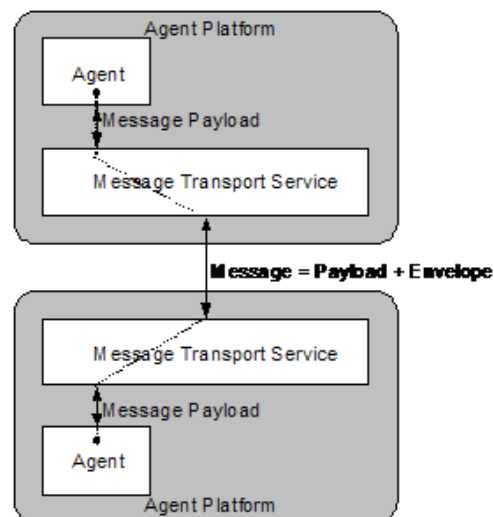 Agent Platform
Agent
Message Payload
Message Transport Service
Message = Payload + Envelope
Message Transport Service
Message Payload
Agent
Agent Platform